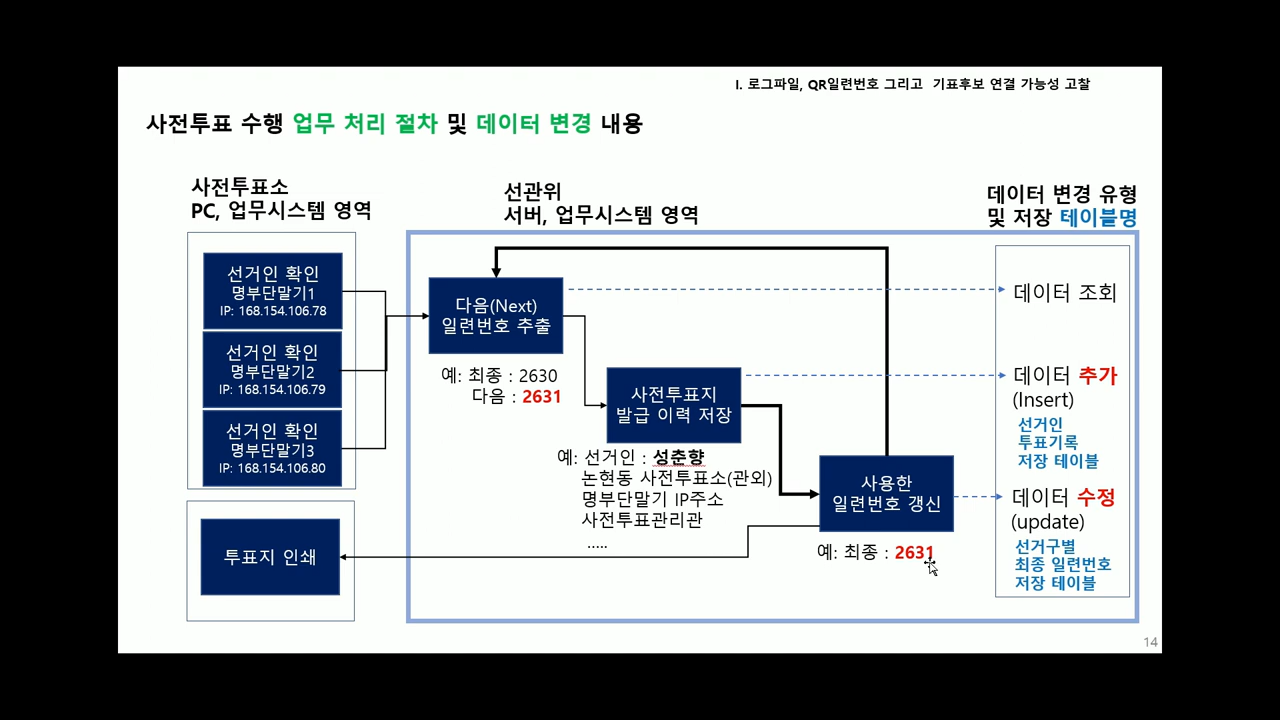 I. 로그파일, QR일련번호 그리고 기표후보 연결 가능성 고찰
사전투표 수행 업무 처리 절차 및 데이터 변경 내용
사전투표소
PC, 업무시스템 영역
선관위
서버, 업무시스템 영역
데이터 변경 유형
및 저장 테이블명
선거인 확인
명부단말기1
IP: 168.154.106.78
선거인 확인
명부단말기2
IP: 168.154.106.79
선거인 확인
명부단말기3
IP: 168.154.106.80
투표지 인쇄
다음(Next)
일련번호 추출
예: 최종 : 2630
다음 : 2631
사전투표지
발급 이력 저장
예: 선거인 : 성춘향
논현동 사전투표소(관외)
명부단말기 IP주소
사전투표관리관
.....
사용한
일련번호 갱신
예: 최종 : 2631
데이터 조회
데이터 추가
(Insert)
선거인
투표기록
저장 테이블
데이터 수정
(update)
선거구별
최종 일련번호
저장 테이블
14